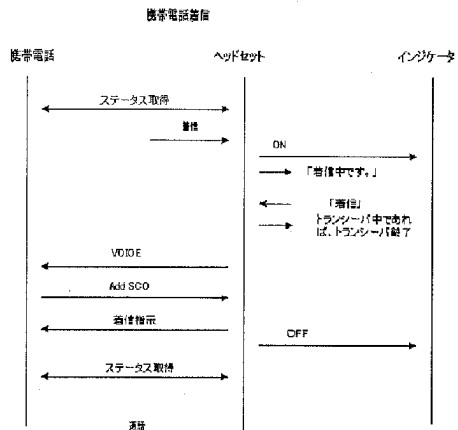 携帯電話着信
携帯電話
ヘッドセット
インジケータ
ステータス取得
着信
ON
「着信中です。」
「着信」
トランシーバ中であれ
ば、トランシーバ終了
VOIOE
Add SCO
着信指示
OFF
ステータス取得
通話